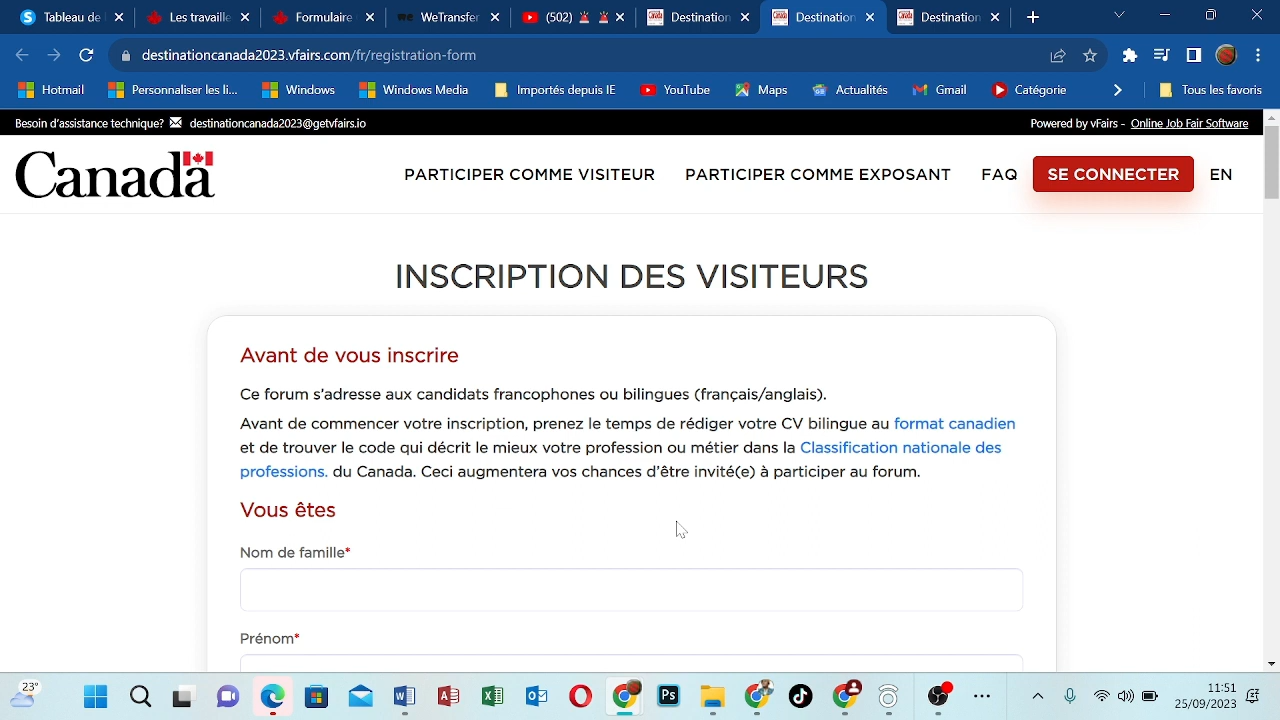 Tableau de
Les travaille
Formulaire
WeTransfer
(502)
Destination
Destination
Destination
destinationcanada2023.vfairs.com/fr/registration-form
Hotmail
Personnaliser les li...
Windows
Windows Media
Importés depuis IE
YouTube
Maps
Actualités
Gmail
Catégorie
Tous les favoris
Besoin d'assistance technique? destinationcanada2023@getvfairs.io
Powered by vFairs - Online Job Fair Software
Canada
PARTICIPER COMME VISITEUR
PARTICIPER COMME EXPOSANT
FAQ
SE CONNECTER
EN
INSCRIPTION DES VISITEURS
Avant de vous inscrire
Ce forum s'adresse aux candidats francophones ou bilingues (français/anglais).
Avant de commencer votre inscription, prenez le temps de rédiger votre CV bilingue au format canadien
et de trouver le code qui décrit le mieux votre profession ou métier dans la Classification nationale des
professions. du Canada. Ceci augmentera vos chances d'être invité(e) à participer au forum.
Vous êtes
Nom de famille*
Prénom*
23°
11:51
25/09/2023